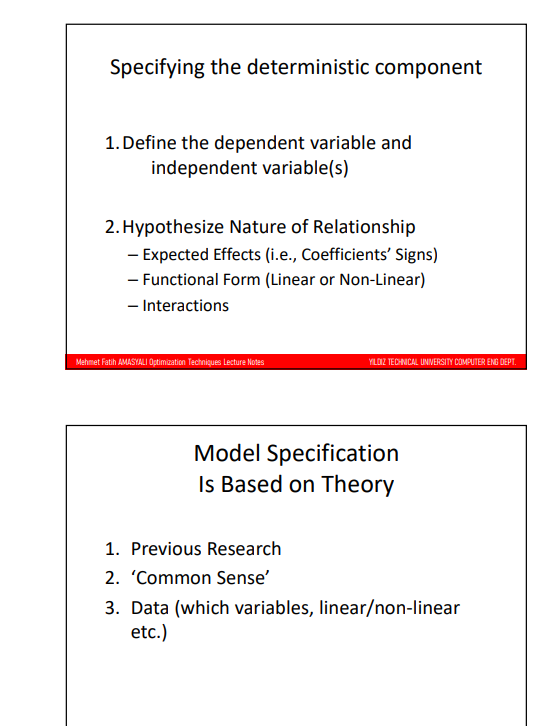 Specifying the deterministic component
1. Define the dependent variable and
independent variable(s)
2. Hypothesize Nature of Relationship
– Expected Effects (i.e., Coefficients’ Signs)
– Functional Form (Linear or Non-Linear)
– Interactions
Mehmet Fatih AMASYALI Optimization Techniques Lecture Notes
YILDIZ TECHNICAL UNIVERSITY COMPUTER ENG DEPT.
Model Specification
Is Based on Theory
1. Previous Research
2. ‘Common Sense’
3. Data (which variables, linear/non-linear
etc.)